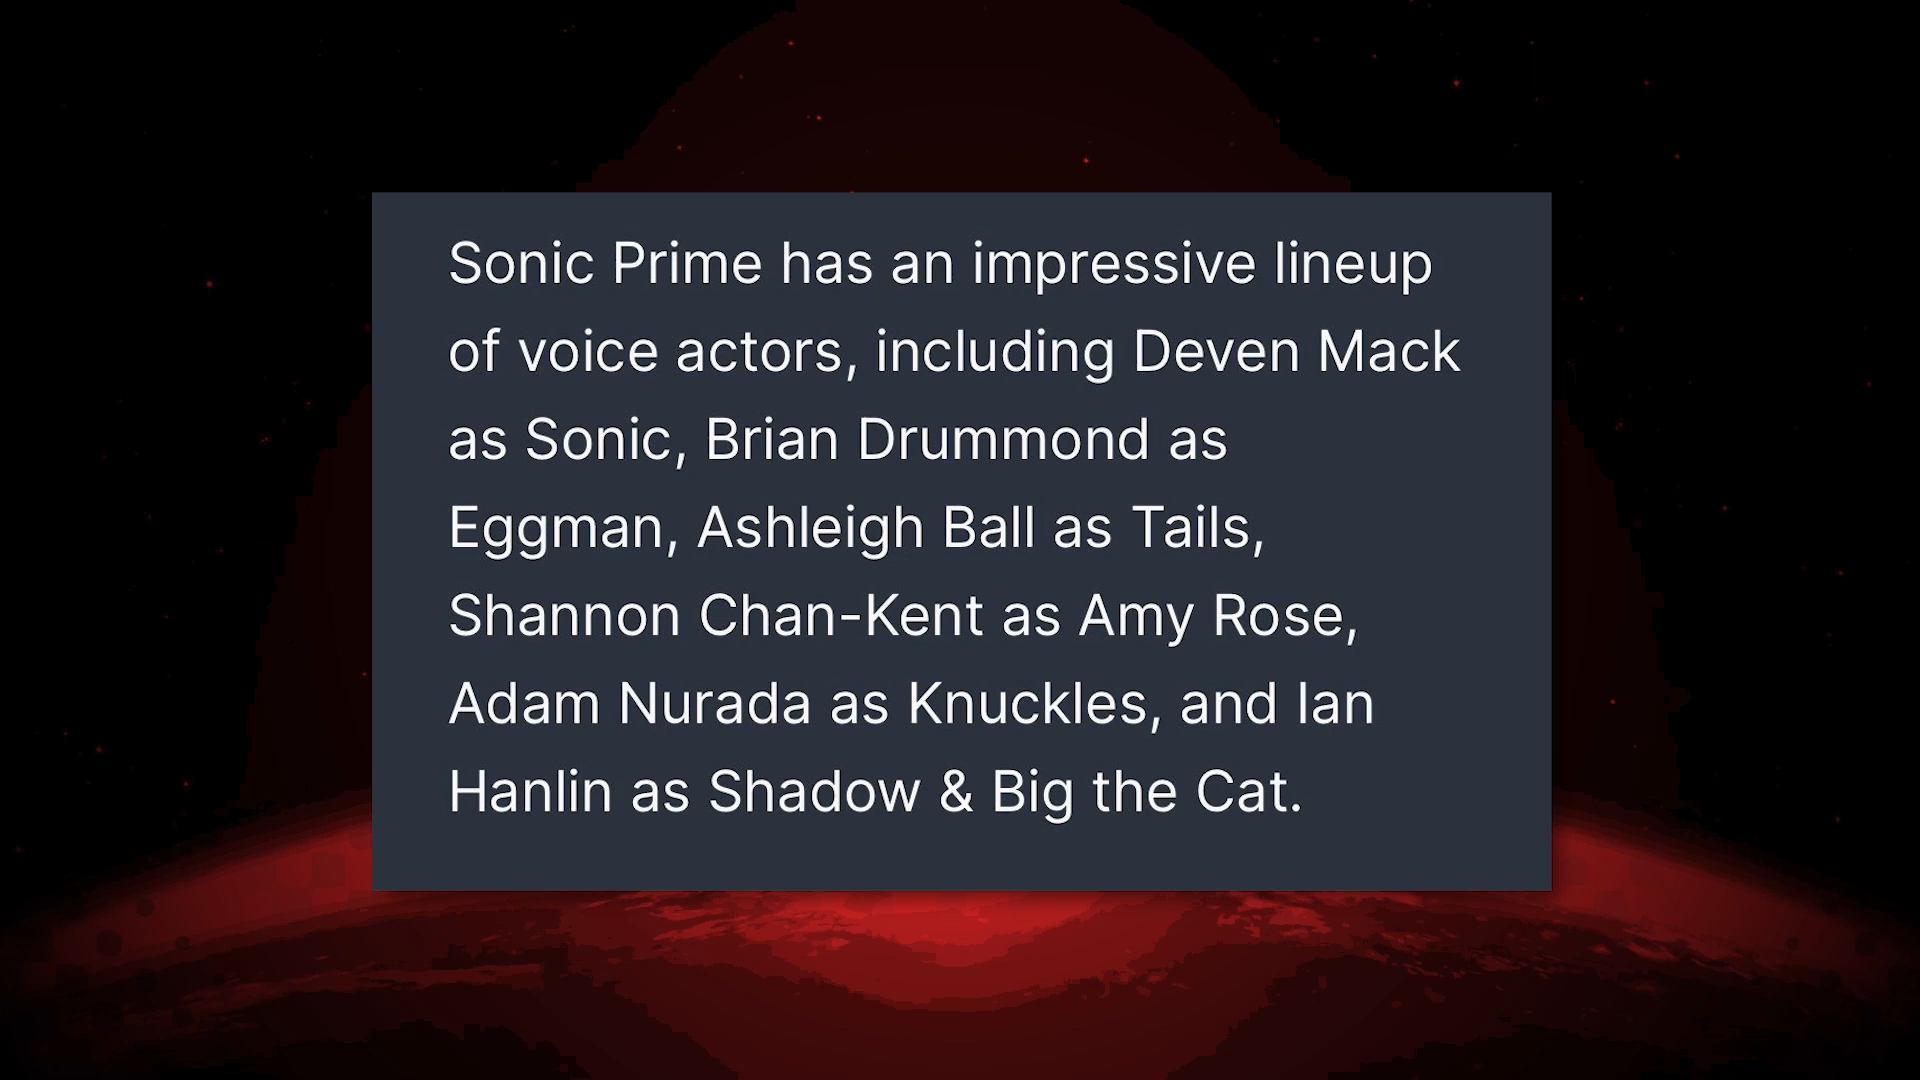 Sonic Prime has an impressive lineup
of voice actors, including Deven Mack
as Sonic, Brian Drummond as
Eggman, Ashleigh Ball as Tails,
Shannon Chan-Kent as Amy Rose,
Adam Nurada as Knuckles, and Ian
Hanlin as Shadow & Big the Cat.